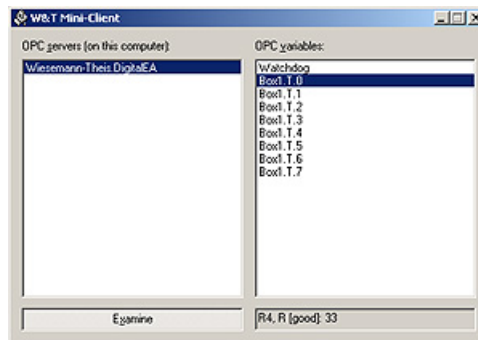 W&T Mini-Client
OPC servers (on this computer):
Wiesemann-Theis.DigitalEA
OPC variables:
Watchdog
Box1.T.0
Box1.T.1
Box1.T.2
Box1.T.3
Box1.T.4
Box1.T.5
Box1.T.6
Box1.T.7
Examine
R4, R [good]: 33